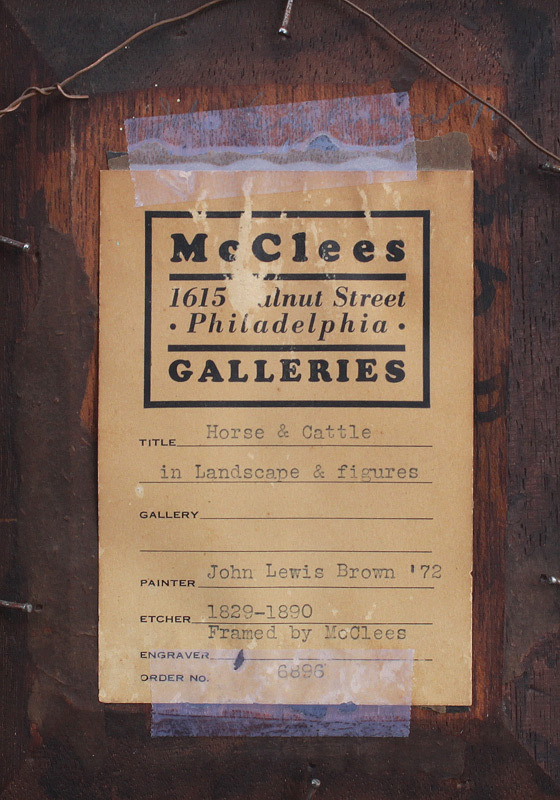 McClees
1615 Walnut Street
• Philadelphia •
GALLERIES
TITLE Horse & Cattle
in Landscape & figures
GALLERY
PAINTER John Lewis Brown '72
ETCHER 1829-1890
Framed by McClees
ENGRAVER
ORDER NO. 6896